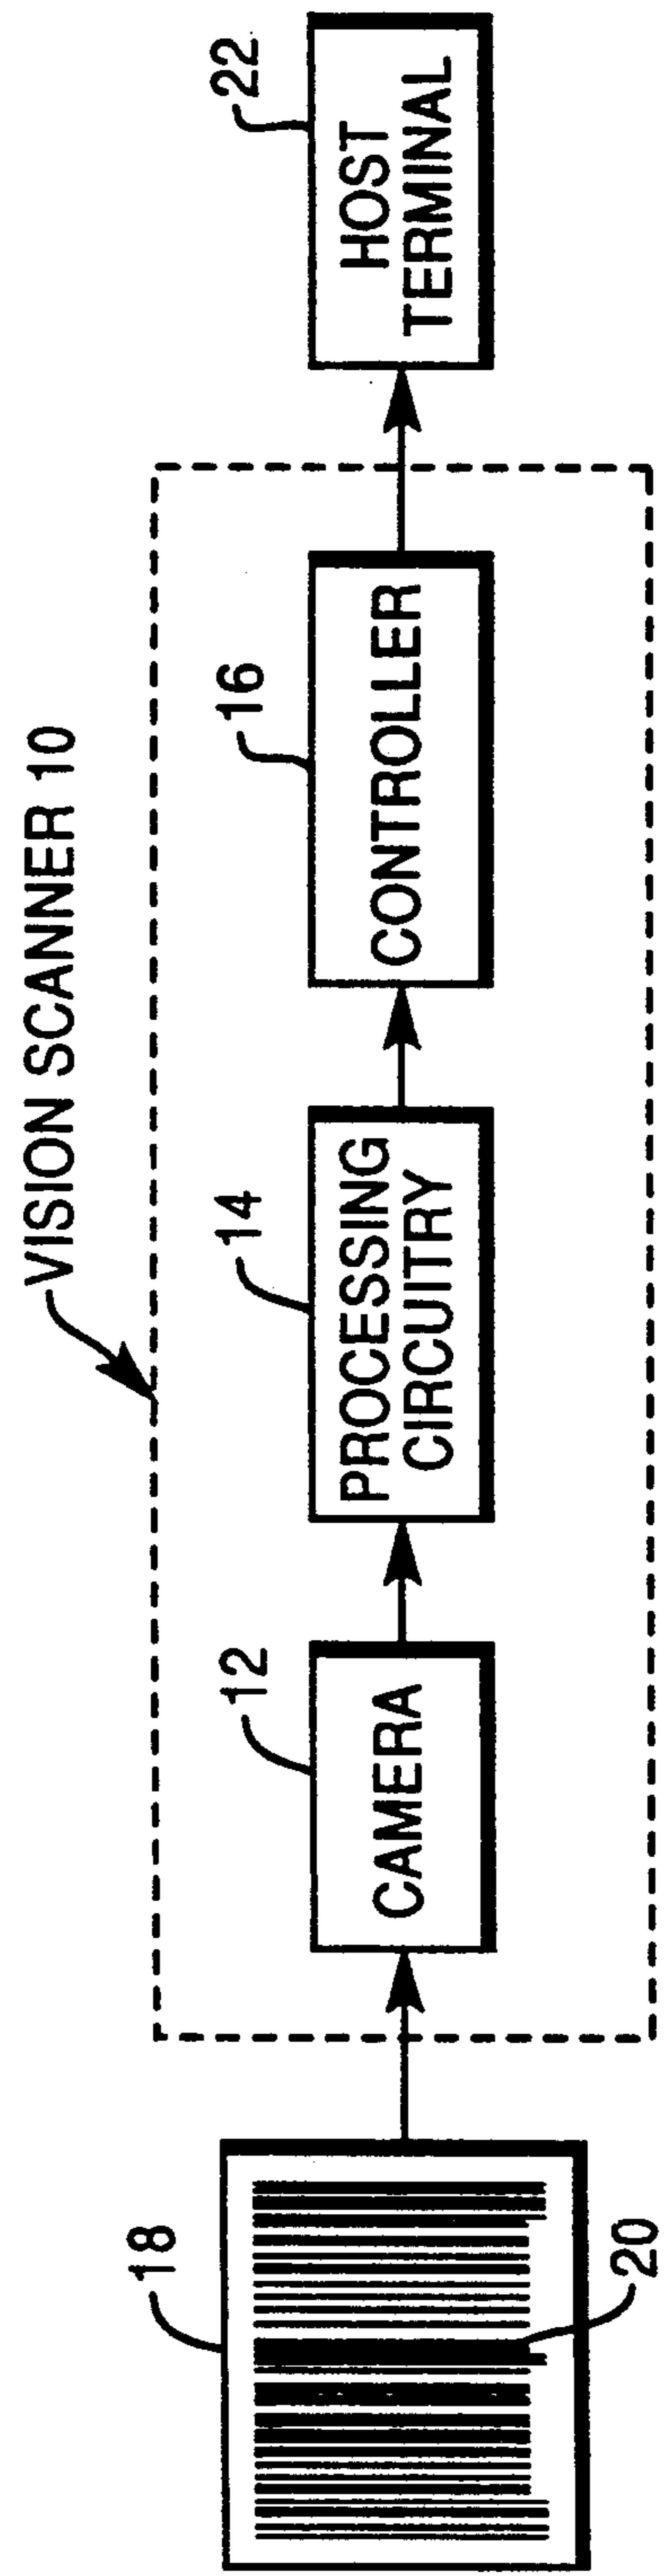 VISION SCANNER 10
18
20
12
CAMERA
14
PROCESSING
CIRCUITRY
16
CONTROLLER
22
HOST
TERMINAL